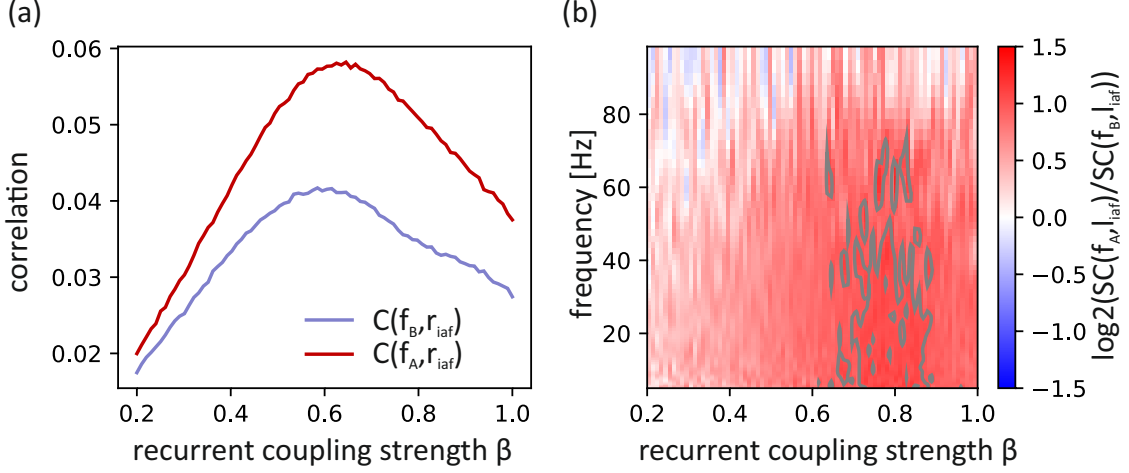 (a)
0.06
0.05
0.04
0.03
0.02
correlation
C(f_B,r_iaf)
C(f_A,r_iaf)
0.2 0.4 0.6 0.8 1.0
recurrent coupling strength β
(b)
80
60
40
20
frequency [Hz]
0.2 0.4 0.6 0.8 1.0
recurrent coupling strength β
1.5
1.0
0.5
0.0
−0.5
−1.0
−1.5
log2(SC(f_A,l_iaf)/SC(f_B,l_iaf))